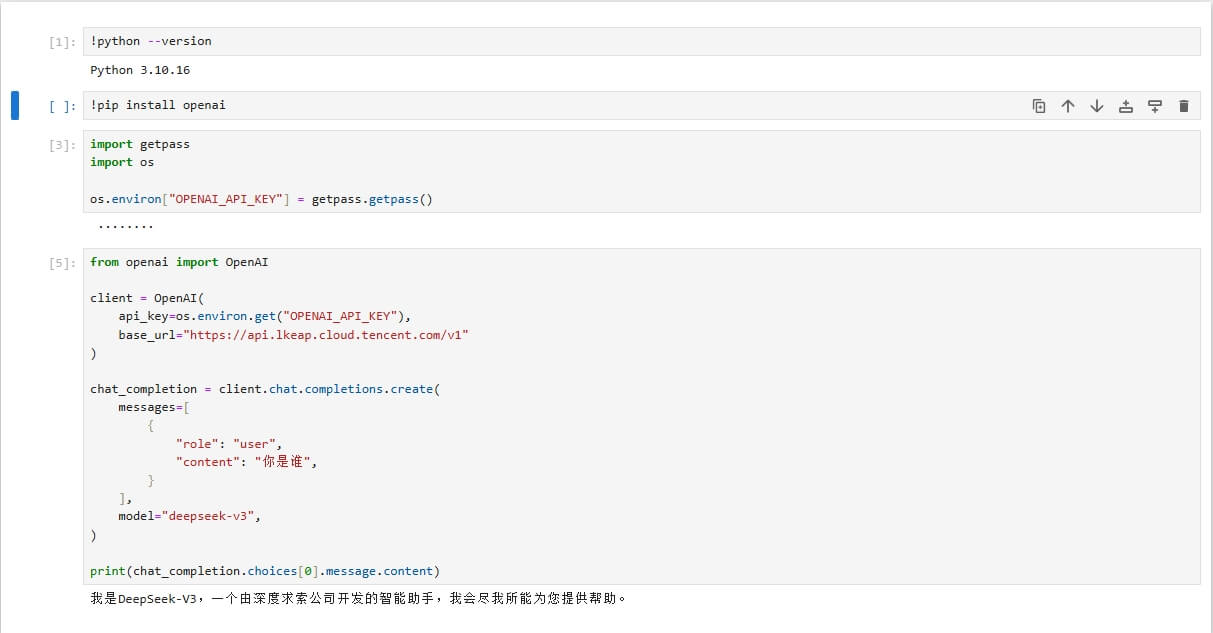 [1]: !python --version
Python 3.10.16
[ ]: !pip install openai
[3]: import getpass
import os
os.environ["OPENAI_API_KEY"] = getpass.getpass()
········
[5]: from openai import OpenAI
client = OpenAI(
    api_key=os.environ.get("OPENAI_API_KEY"),
    base_url="https://api.lkeap.cloud.tencent.com/v1"
)
chat_completion = client.chat.completions.create(
    messages=[
        {
            "role": "user",
            "content": "你是谁",
        }
    ],
    model="deepseek-v3",
)
print(chat_completion.choices[0].message.content)
我是DeepSeek-V3，一个由深度求索公司开发的智能助手，我会尽我所能为您提供帮助。